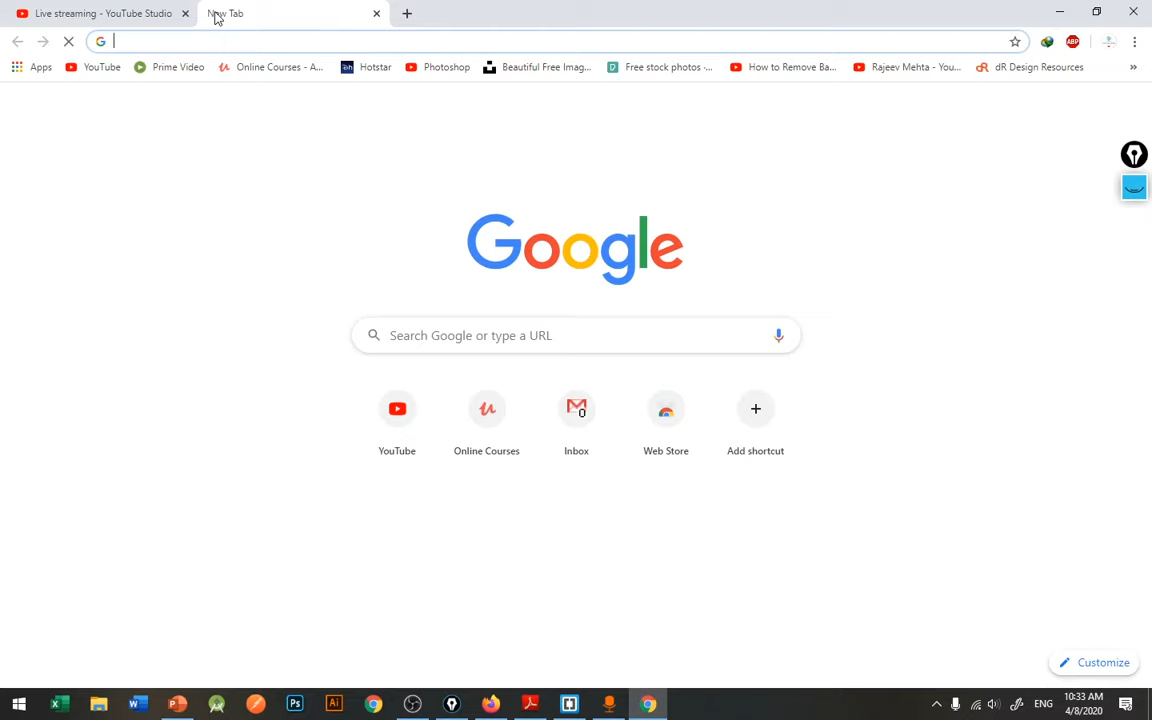 Live streaming - YouTube Studio
New Tab
Apps YouTube Prime Video Online Courses - A... Hotstar Photoshop Beautiful Free Imag... Free stock photos ·... How to Remove Ba... Rajeev Mehta - You... dR Design Resources »
Google
Search Google or type a URL
YouTube Online Courses Inbox Web Store Add shortcut
Customize
ENG
10:33 AM
4/8/2020